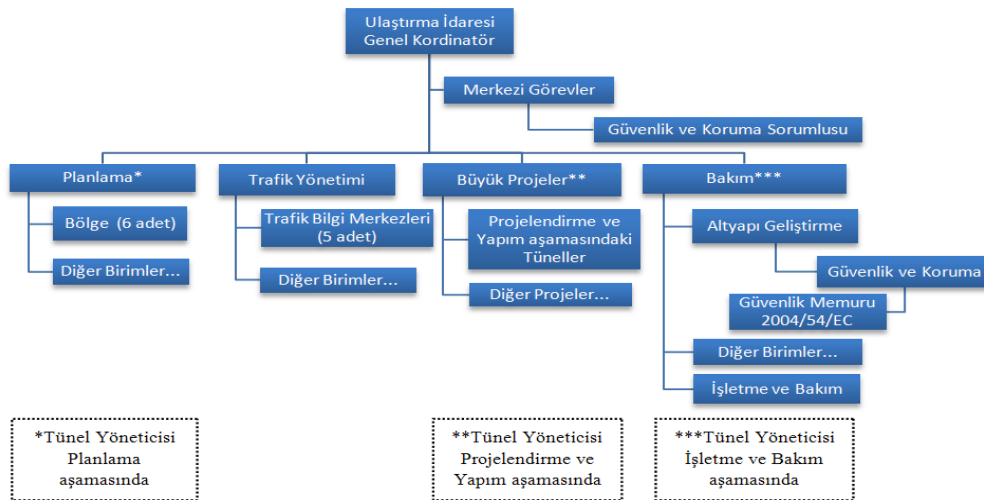 Ulaştırma İdaresi
Genel Kordinatör
Merkezi Görevler
Güvenlik ve Koruma Sorumlusu
Planlama*
Trafik Yönetimi
Büyük Projeler**
Bakım***
Bölge (6 adet)
Diğer Birimler...
Trafik Bilgi Merkezleri
(5 adet)
Diğer Birimler...
Projelendirme ve
Yapım aşamasındaki
Tüneller
Diğer Projeler...
Altyapı Geliştirme
Güvenlik ve Koruma
Güvenlik Memuru
2004/54/EC
Diğer Birimler...
İşletme ve Bakım
*Tünel Yöneticisi
Planlama
aşamasında
**Tünel Yöneticisi
Projelendirme ve
Yapım aşamasında
***Tünel Yöneticisi
İşletme ve Bakım
aşamasında